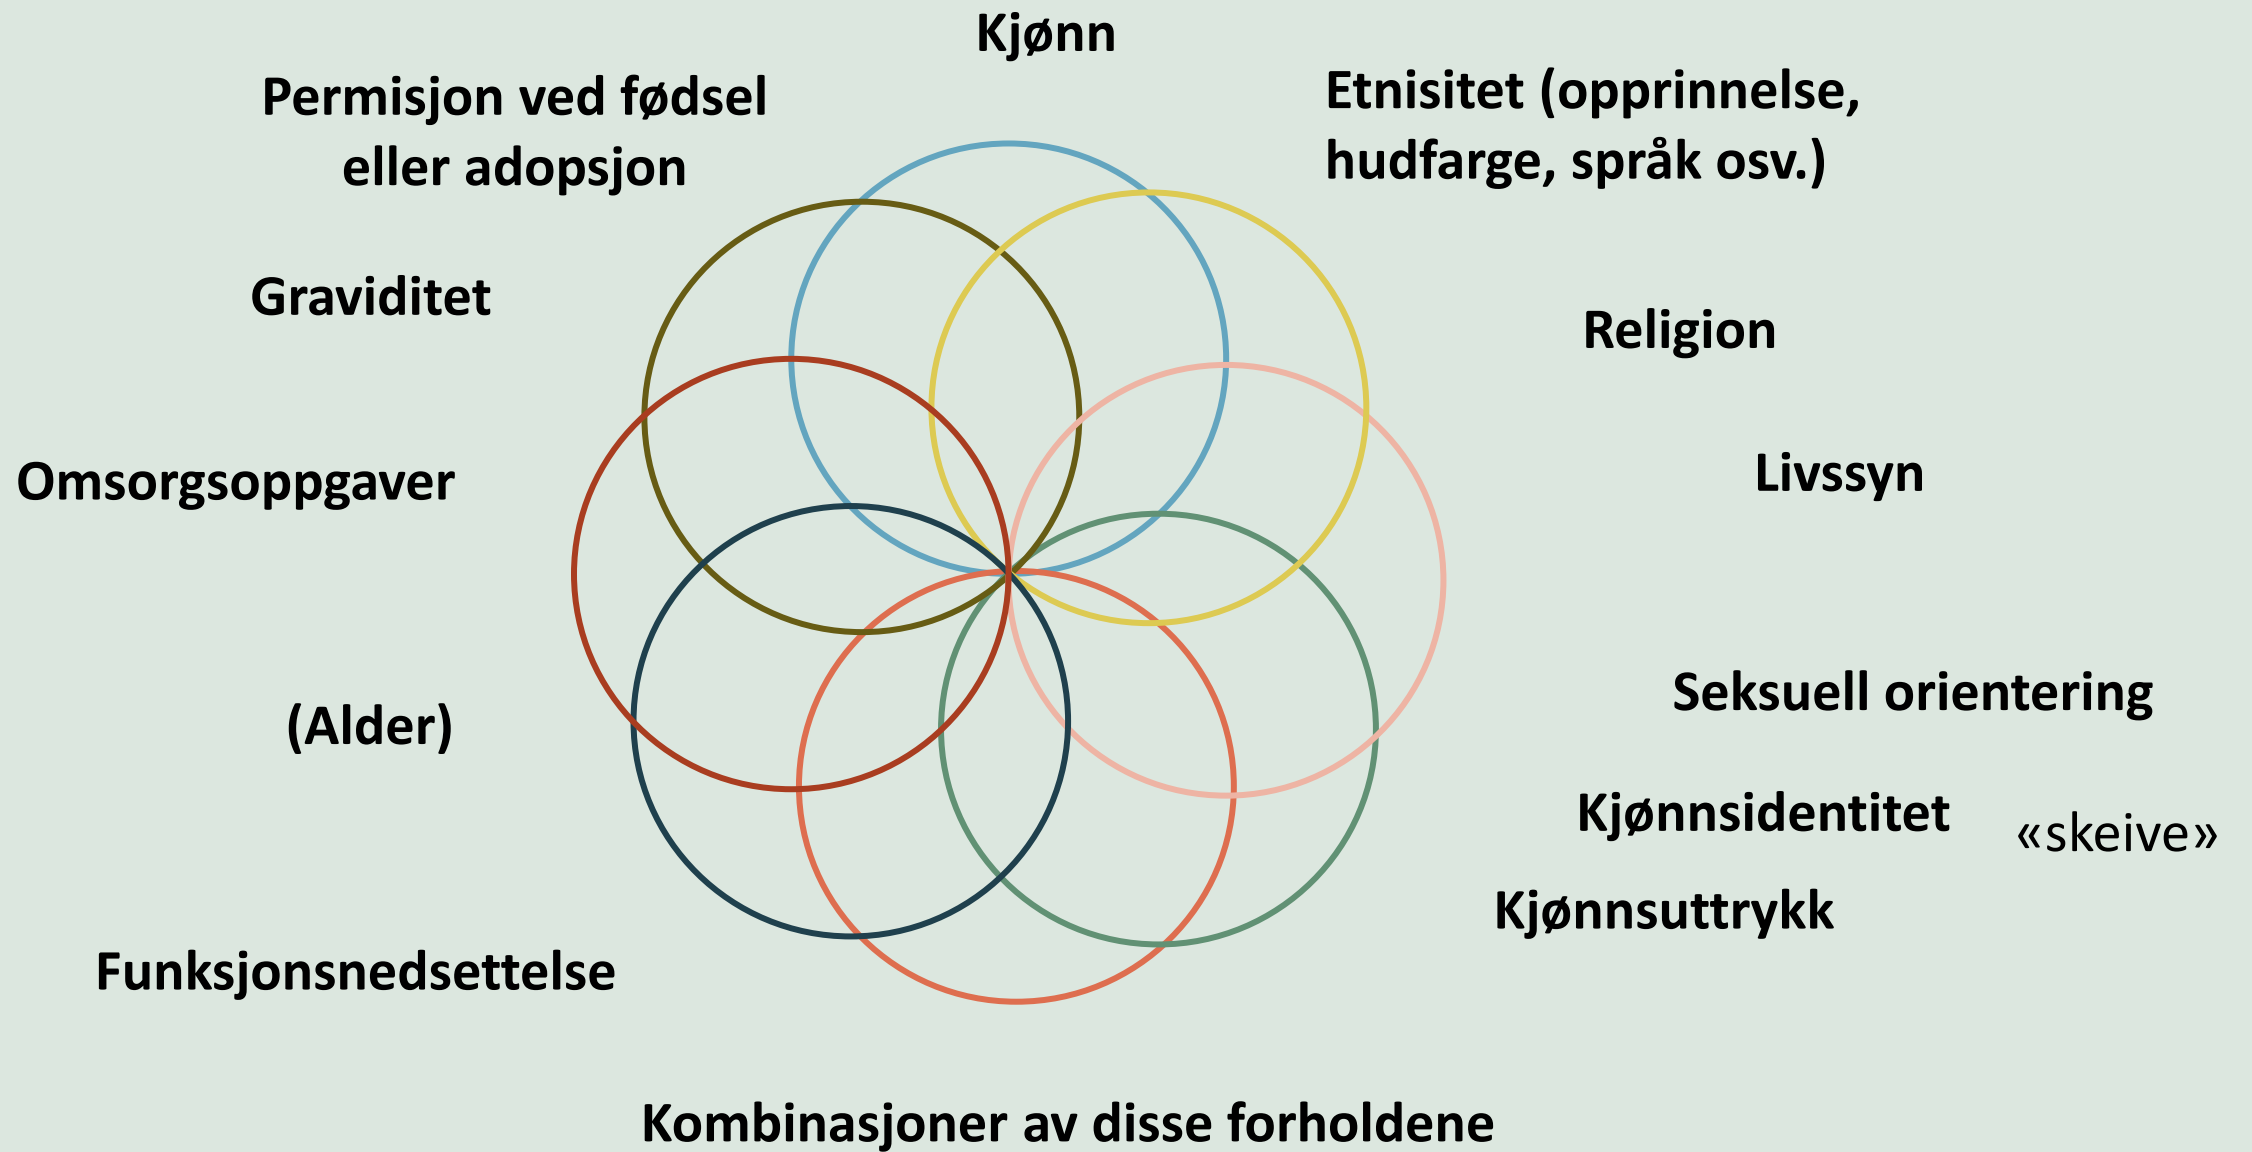 Kjønn
Etnisitet (opprinnelse,
hudfarge, språk osv.)
Religion
Livssyn
Seksuell orientering
Kjønnsidentitet
«skeive»
Kjønnsuttrykk
Kombinasjoner av disse forholdene
Funksjonsnedsettelse
(Alder)
Omsorgsoppgaver
Graviditet
Permisjon ved fødsel
eller adopsjon